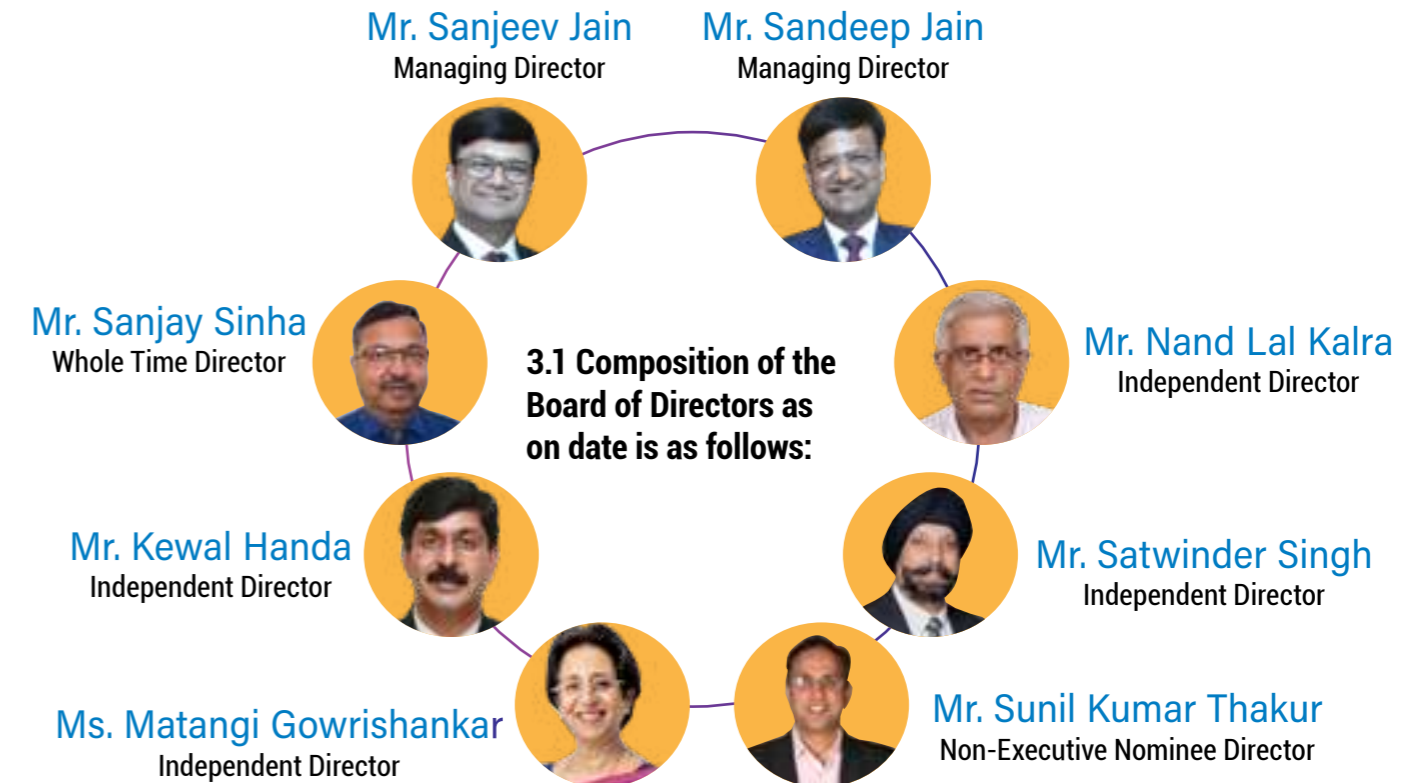 Mr. Sanjeev Jain
Managing Director
Mr. Sandeep Jain
Managing Director
Mr. Sanjay Sinha
Whole Time Director
3.1 Composition of the
Board of Directors as
on date is as follows:
Mr. Nand Lal Kalra
Independent Director
Mr. Kewal Handa
Independent Director
Mr. Satwinder Singh
Independent Director
Ms. Matangi Gowrishankar
Independent Director
Mr. Sunil Kumar Thakur
Non-Executive Nominee Director